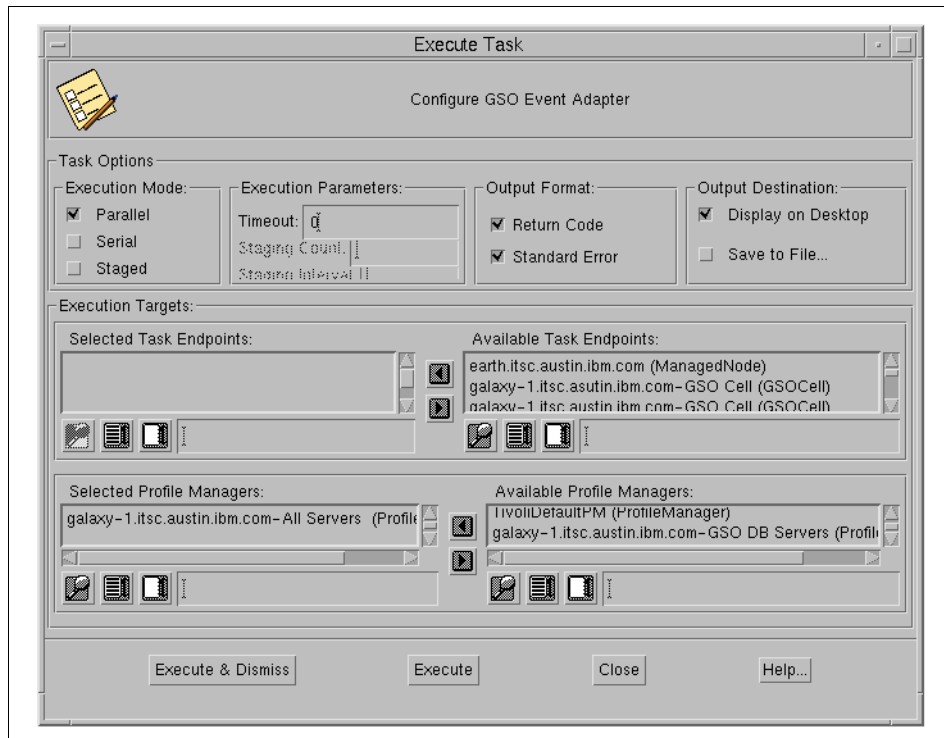 Execute Task
Configure GSO Event Adapter
Task Options
Execution Mode:
Parallel
Serial
Staged
Execution Parameters:
Timeout: 0
Staging Count:
Staging Interval
Output Format:
Return Code
Standard Error
Output Destination:
Display on Desktop
Save to File...
Execution Targets:
Selected Task Endpoints:
Available Task Endpoints:
earth.itsc.austin.ibm.com (ManagedNode)
galaxy-1.itsc.asutin.ibm.com-GSO Cell (GSOCell)
galaxy-1.itsc.austin.ibm.com-GSO Cell (GSOCell)
Selected Profile Managers:
galaxy-1.itsc.austin.ibm.com-All Servers (Profile
Available Profile Managers:
TivoliDefaultPM (ProfileManager)
galaxy-1.itsc.austin.ibm.com-GSO DB Servers (Profil
Execute & Dismiss
Execute
Close
Help...